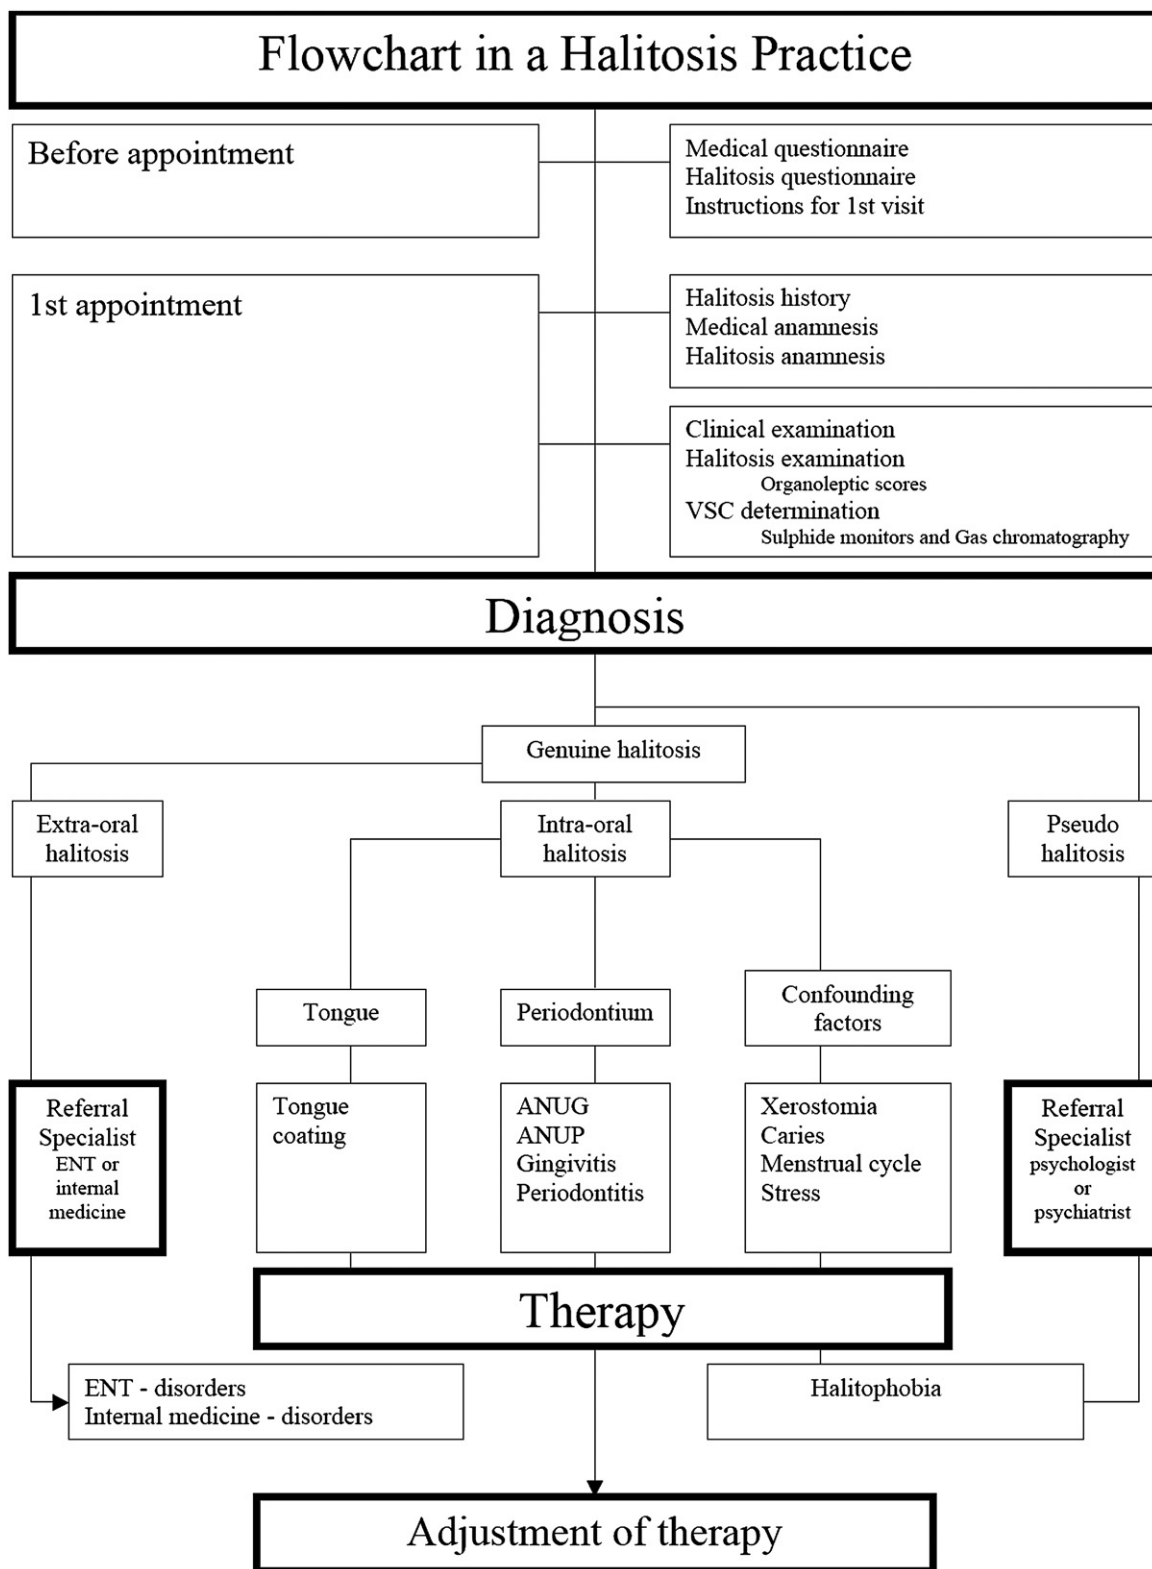 Flowchart in a Halitosis Practice
Before appointment
Medical questionnaire
Halitosis questionnaire
Instructions for 1st visit
1st appointment
Halitosis history
Medical anamnesis
Halitosis anamnesis
Clinical examination
Halitosis examination
Organoleptic scores
VSC determination
Sulphide monitors and Gas chromatography
Diagnosis
Genuine halitosis
Extra-oral
halitosis
Intra-oral
halitosis
Pseudo
halitosis
Tongue
Periodontium
Confounding
factors
Referral
Specialist
ENT or
internal
medicine
Tongue
coating
ANUG
ANUP
Gingivitis
Periodontitis
Xerostomia
Caries
Menstrual cycle
Stress
Referral
Specialist
psychologist
or
psychiatrist
Therapy
ENT - disorders
Internal medicine - disorders
Halitophobia
Adjustment of therapy